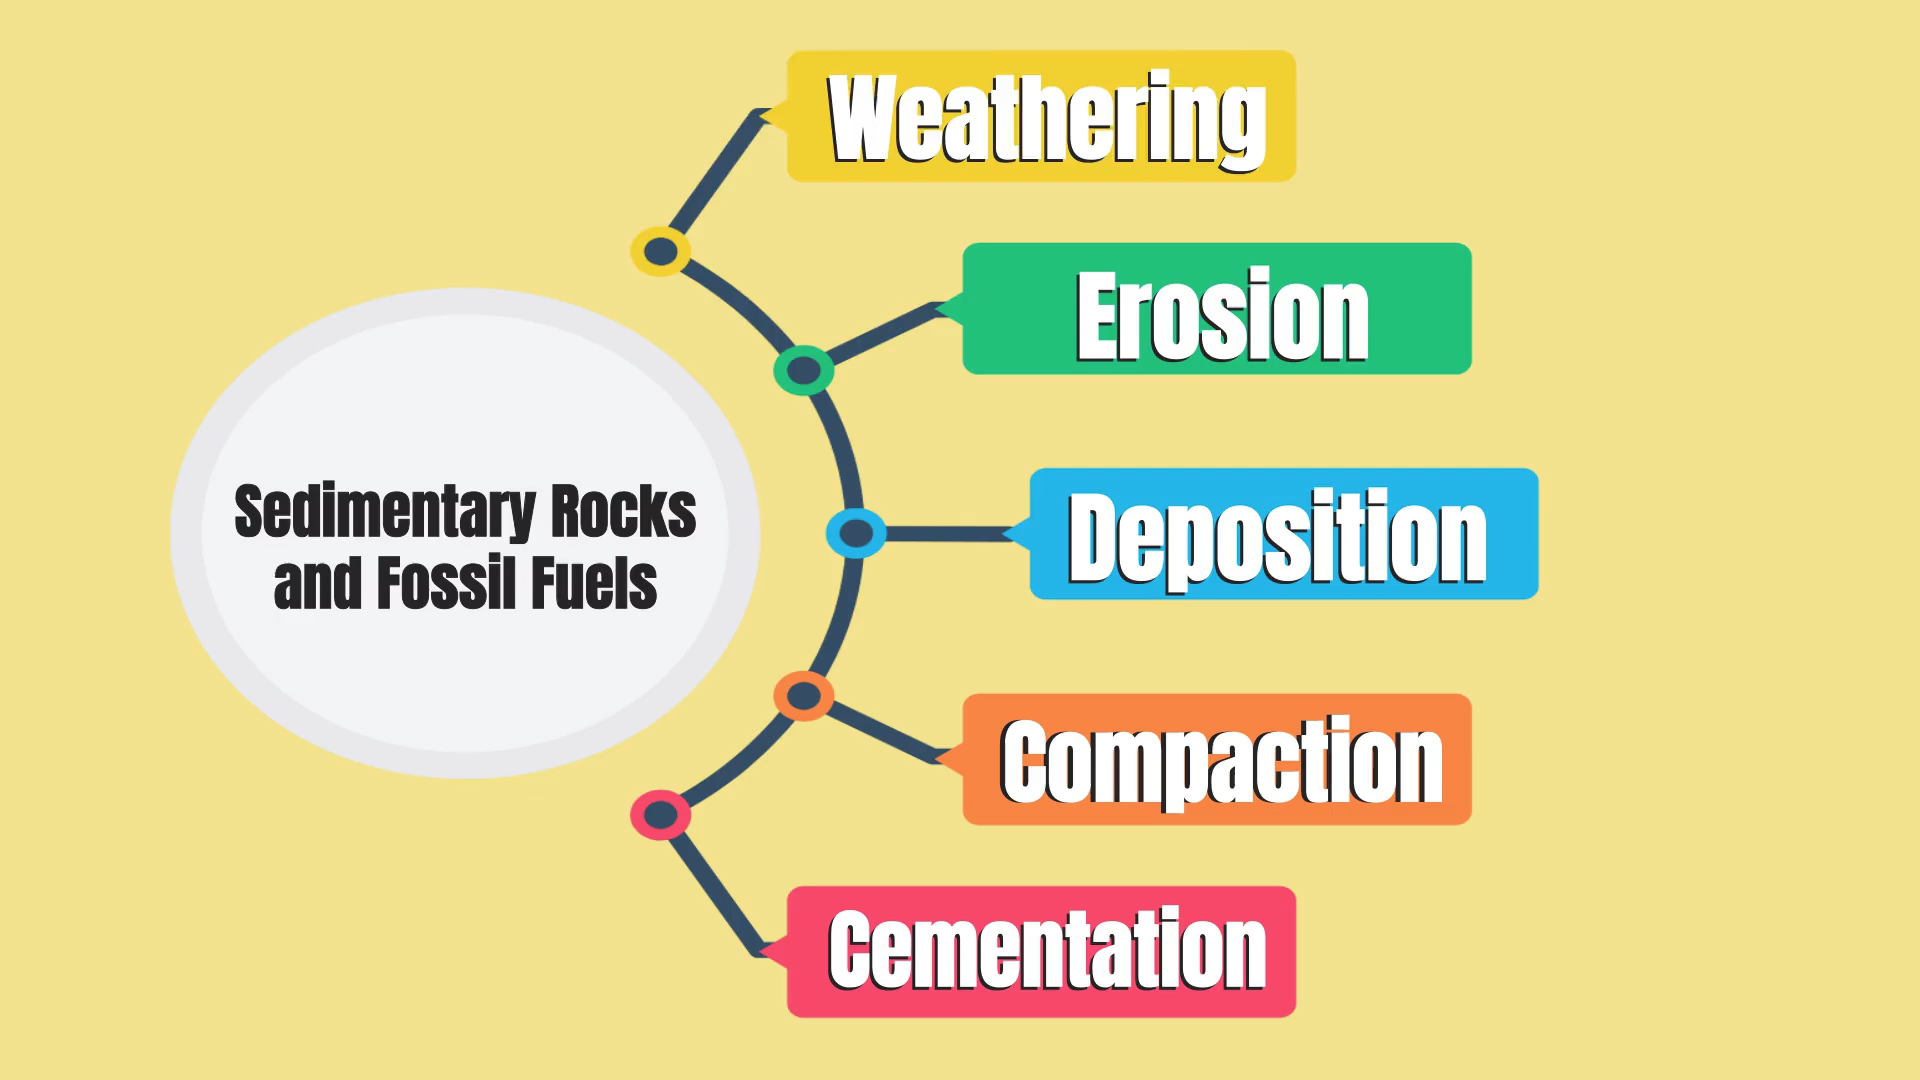 Weathering
Erosion
Sedimentary Rocks
and Fossil Fuels
Deposition
Compaction
Cementation